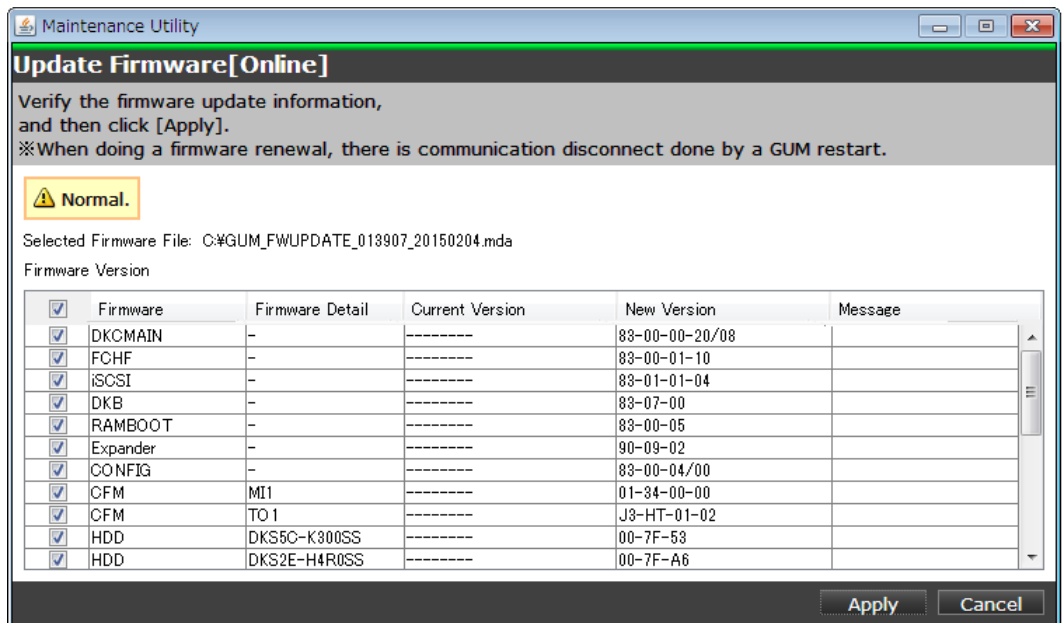 Maintenance Utility
Update Firmware[Online]
Verify the firmware update information,
and then click [Apply].
※When doing a firmware renewal, there is communication disconnect done by a GUM restart.
Normal.
Selected Firmware File: C:¥GUM_FWUPDATE_013907_20150204.mda
Firmware Version
Firmware Firmware Detail Current Version New Version Message
DKCMAIN - -------- 83-00-00-20/08
FCHF - -------- 83-00-01-10
iSCSI - -------- 83-01-01-04
DKB - -------- 83-07-00
RAMBOOT - -------- 83-00-05
Expander - -------- 90-09-02
CONFIG - -------- 83-00-04/00
CFM MI1 -------- 01-34-00-00
CFM TO1 -------- J3-HT-01-02
HDD DKS5C-K300SS -------- 00-7F-53
HDD DKS2E-H4R0SS -------- 00-7F-A6
Apply Cancel